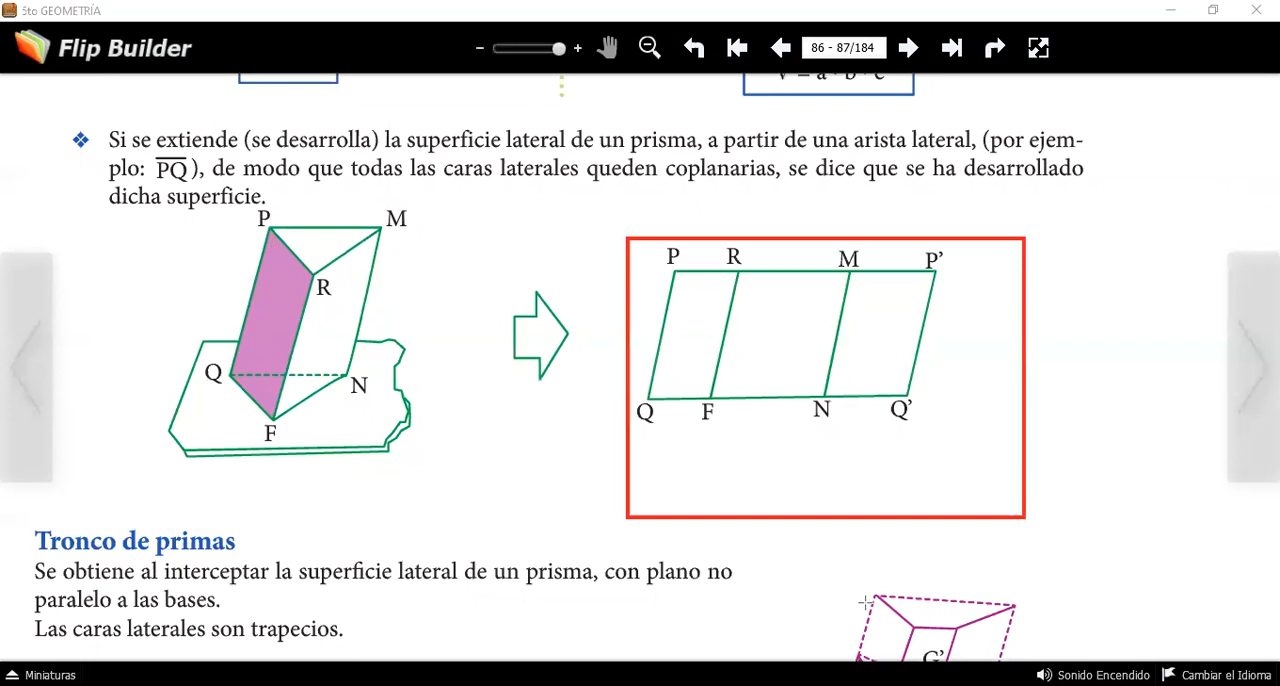 5to GEOMETRÍA
Flip Builder
86 - 87/184
V = a · b · c
❖ Si se extiende (se desarrolla) la superficie lateral de un prisma, a partir de una arista lateral, (por ejem-
plo: PQ), de modo que todas las caras laterales queden coplanarias, se dice que se ha desarrollado
dicha superficie.
P M
R
Q N
F
P R M P’
Q F N Q’
Tronco de primas
Se obtiene al interceptar la superficie lateral de un prisma, con plano no
paralelo a las bases.
Las caras laterales son trapecios.
G’
Miniaturas
Sonido Encendido
Cambiar el Idioma